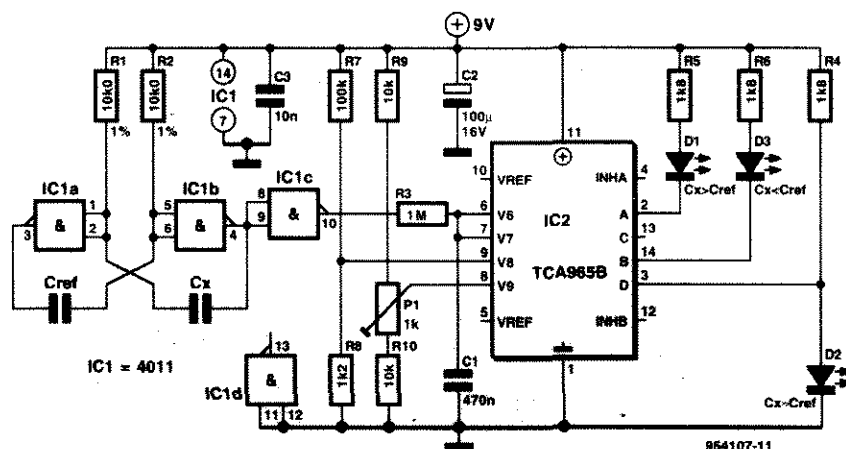 9V
R1
R2
R7
R9
R5
R6
R4
10k0
10k0
14
C3
C2
100k
10k
1k8
1k8
1k8
IC1
7
10n
1%
1%
100µ
16V
11
D1
D3
IC1a
IC1b
IC1c
10
VREF
INHA
4
Cx>Cref
Cx<Cref
&
1
2
3
5
6
&
4
8
9
&
10
R3
1M
6
V6
IC2
A
2
7
V7
C
13
9
V8
TCA965B
B
14
8
V9
D
3
Cref
Cx
P1
1k
5
VREF
INHB
12
IC1 = 4011
13
IC1d
&
11
12
R8
1k2
R10
10k
C1
470n
1
D2
Cx~Cref
954107-11